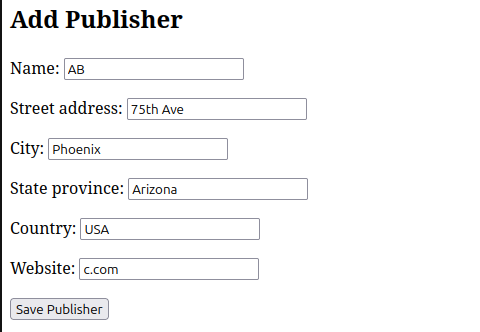 Add Publisher
Name: AB
Street address: 75th Ave
City: Phoenix
State province: Arizona
Country: USA
Website: c.com
Save Publisher